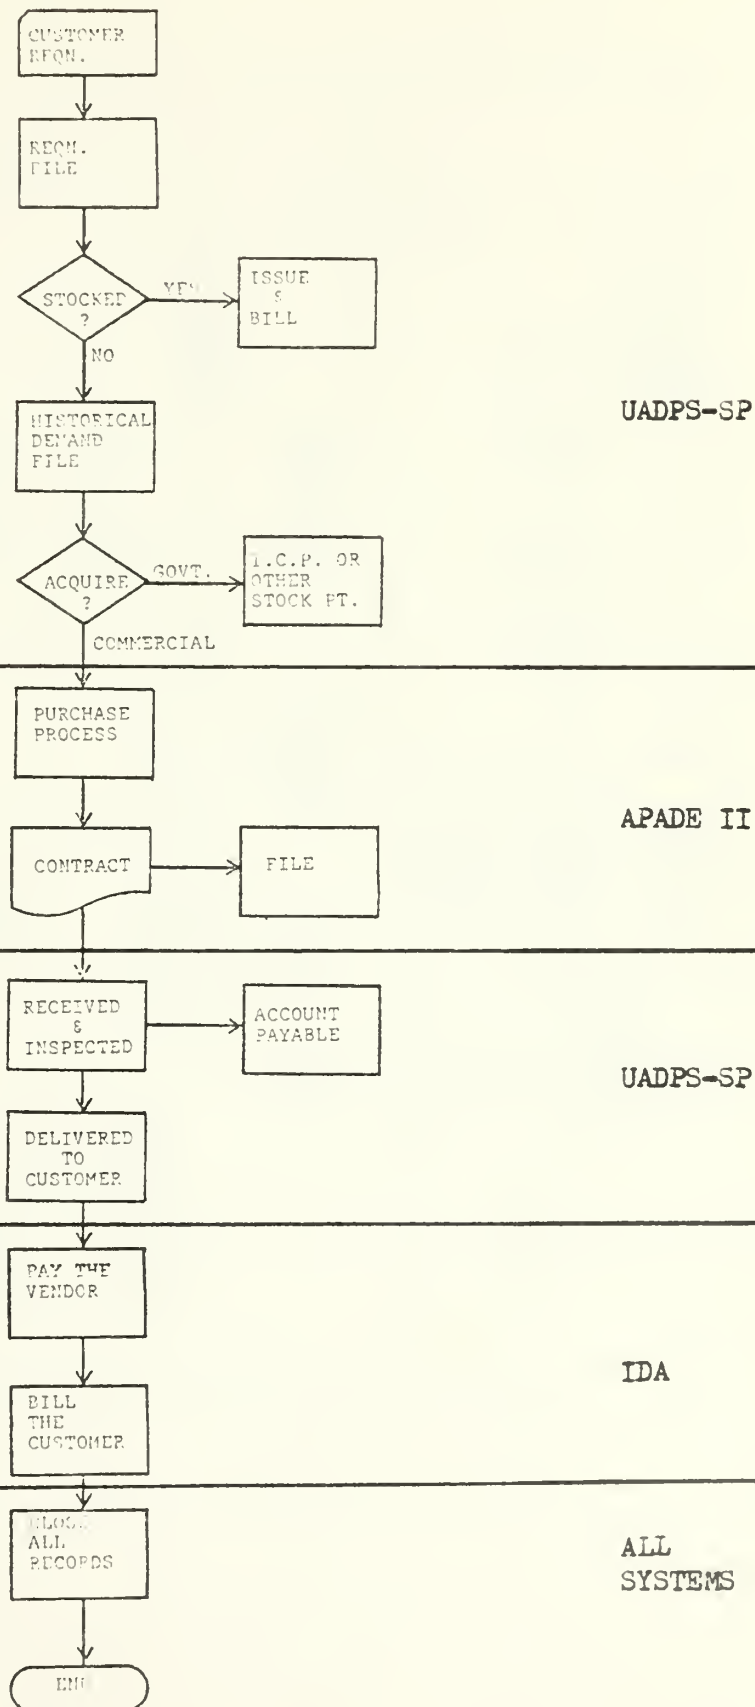 CUSTOMER
REQN.
REQN.
FILE
STOCKED
?
YES
ISSUE
&
BILL
NO
HISTORICAL
DEMAND
FILE
UADPS-SP
ACQUIRE
?
GOVT.
I.C.P. OR
OTHER
STOCK PT.
COMMERCIAL
PURCHASE
PROCESS
APADE II
CONTRACT
FILE
RECEIVED
&
INSPECTED
ACCOUNT
PAYABLE
UADPS-SP
DELIVERED
TO
CUSTOMER
PAY THE
VENDOR
IDA
BILL
THE
CUSTOMER
CLOSE
ALL
RECORDS
ALL
SYSTEMS
END